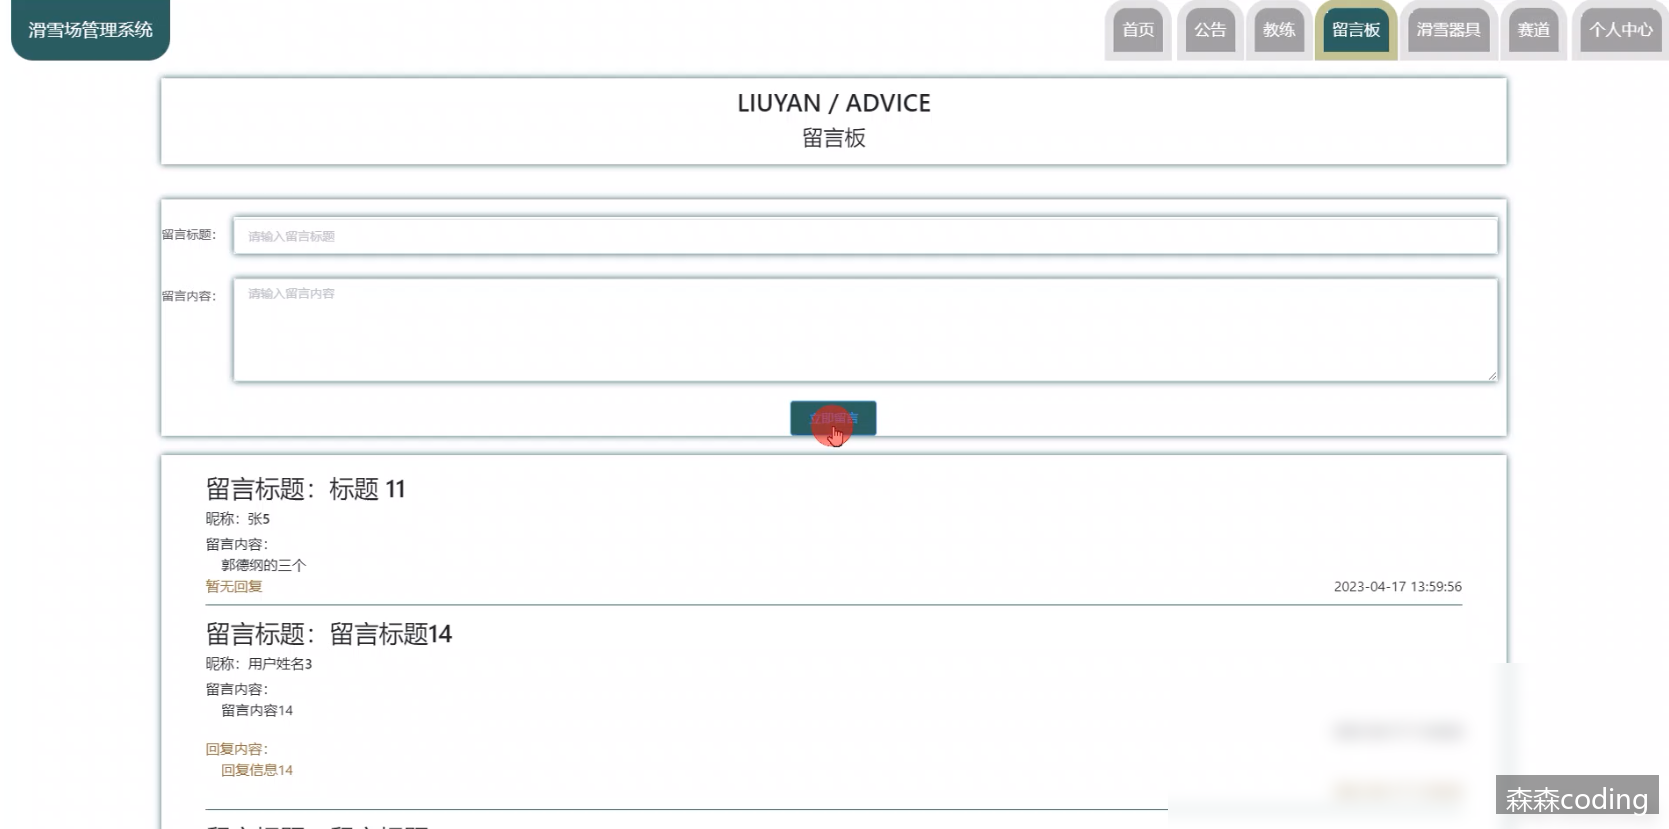 滑雪场管理系统
首页 公告 教练 留言板 滑雪器具 赛道 个人中心
LIUYAN / ADVICE
留言板
留言标题：
请输入留言标题
留言内容：
请输入留言内容
立即留言
留言标题：标题 11
昵称：张5
留言内容：
郭德纲的三个
暂无回复
2023-04-17 13:59:56
留言标题：留言标题14
昵称：用户姓名3
留言内容：
留言内容14
回复内容：
回复信息14
森森coding